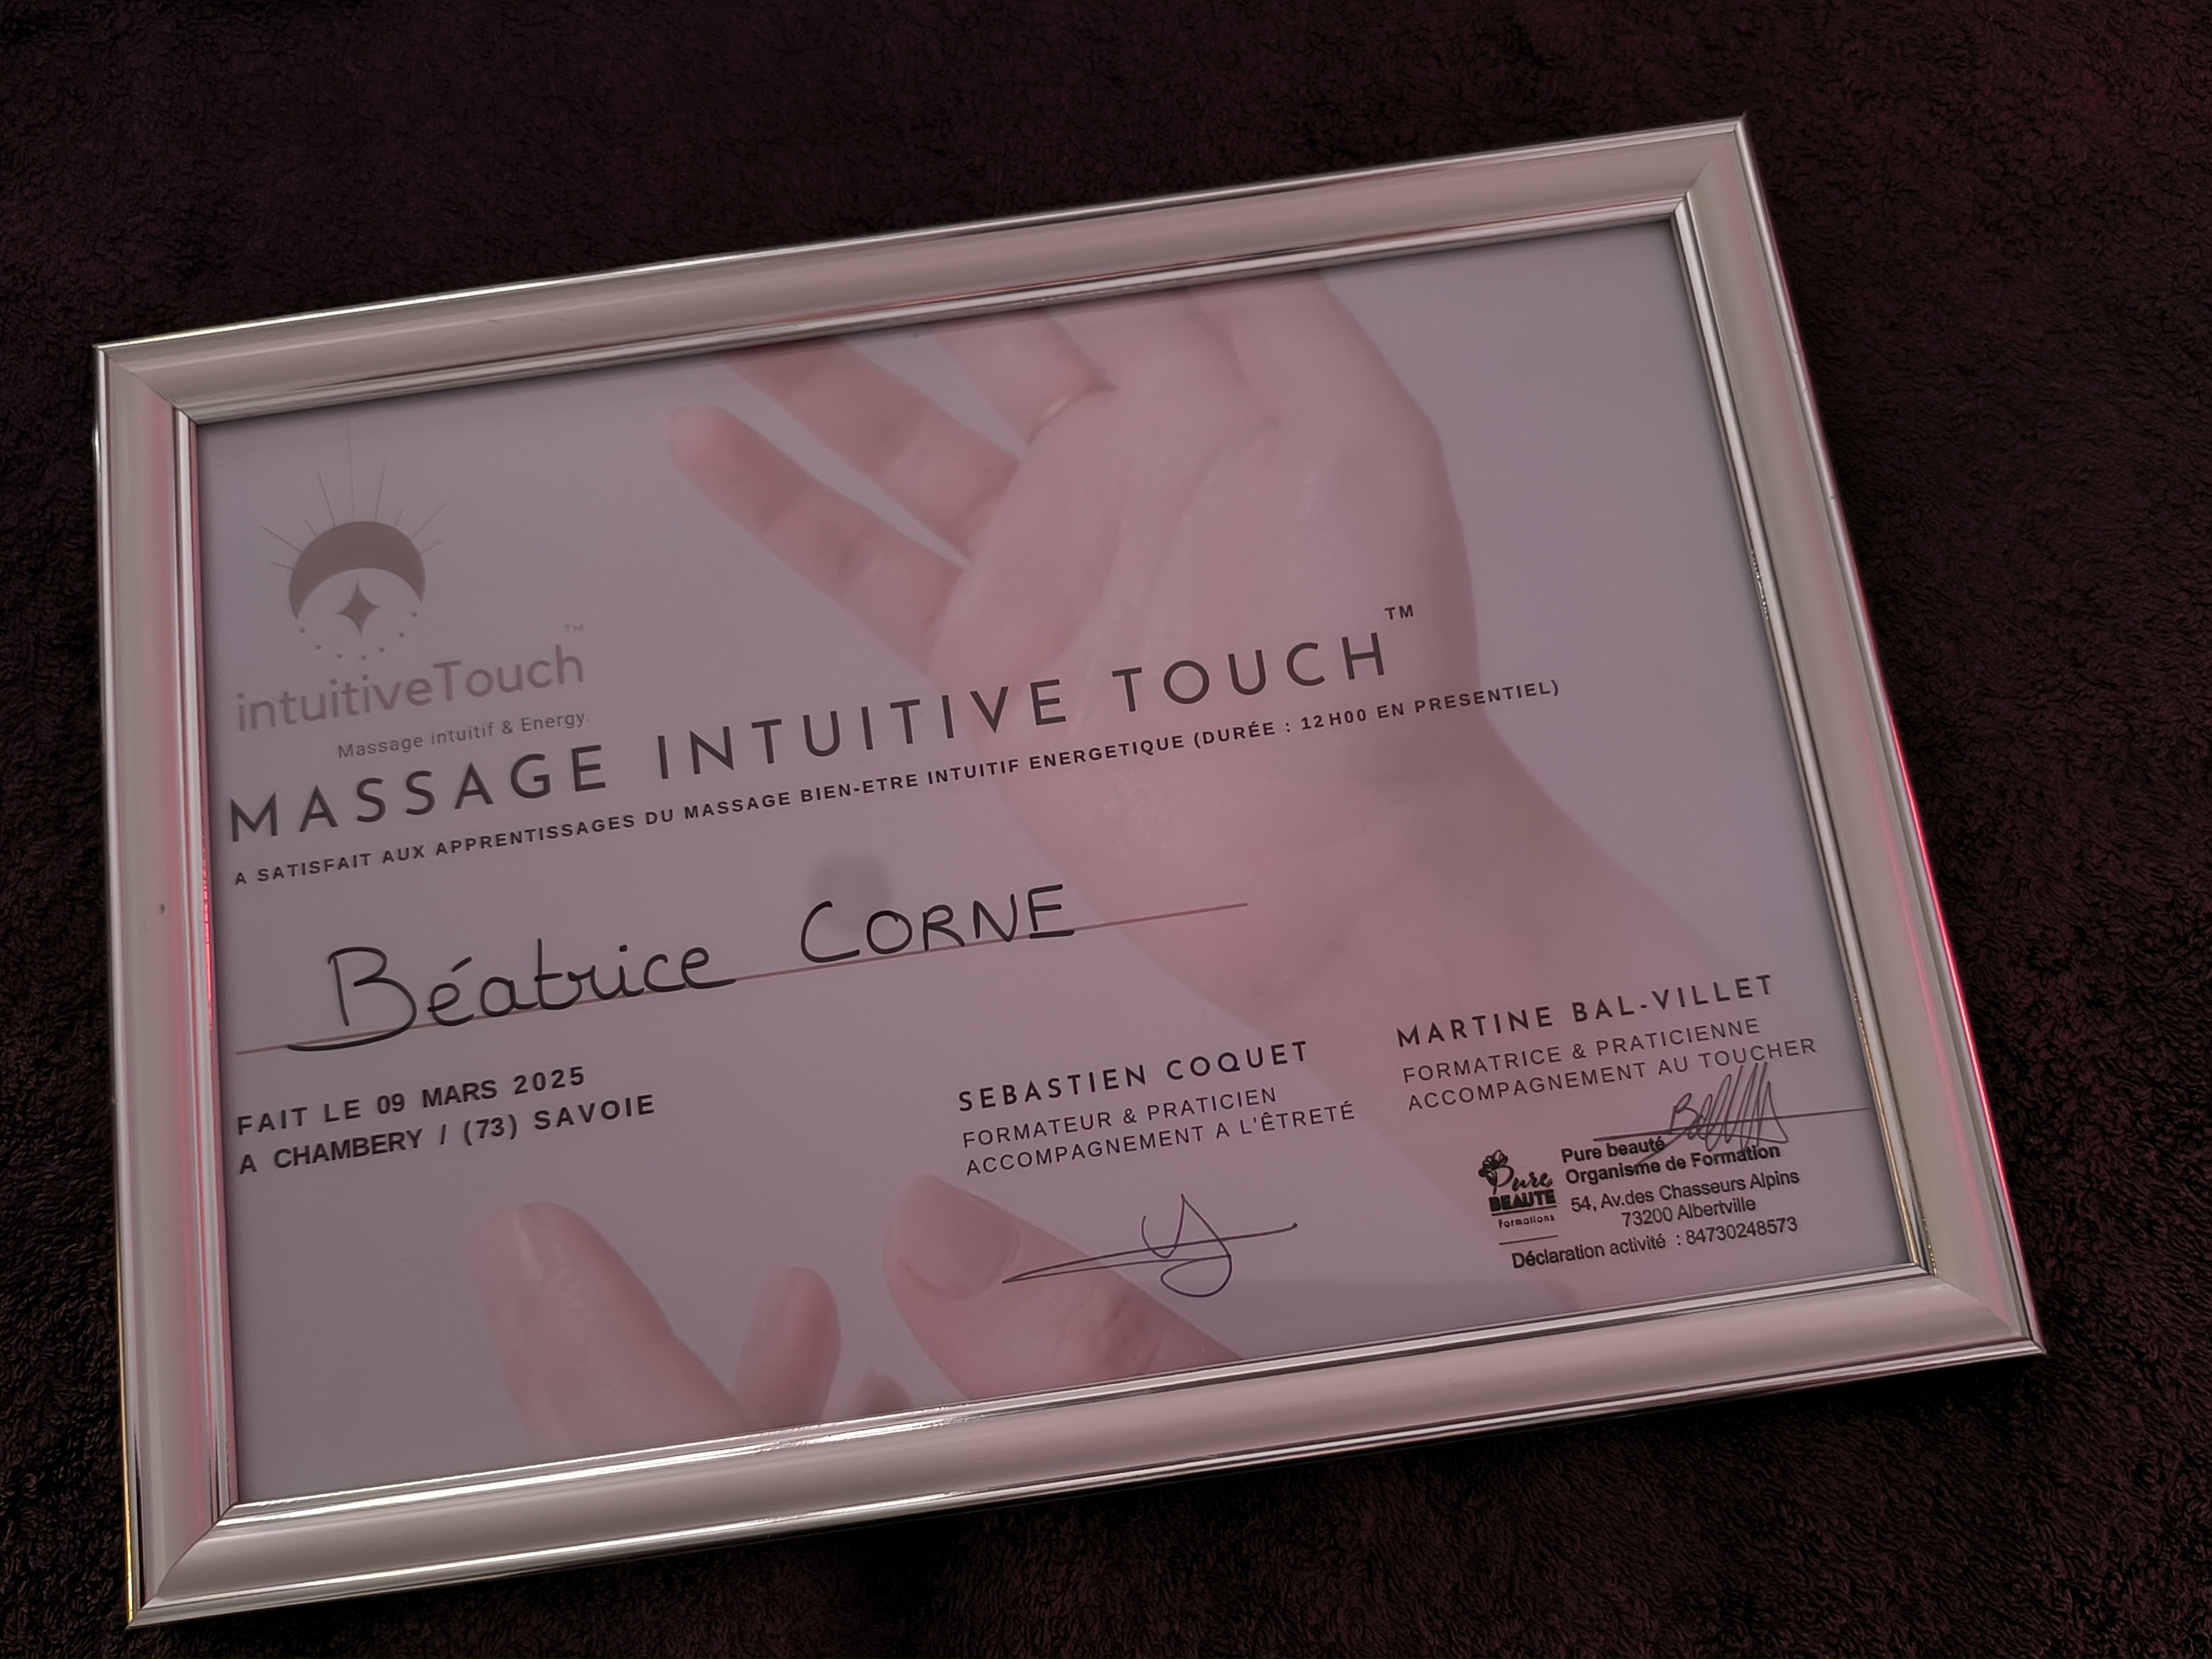 intuitiveTouch™
Massage intuitif & Energy.
MASSAGE INTUITIVE TOUCH™
A SATISFAIT AUX APPRENTISSAGES DU MASSAGE BIEN-ETRE INTUITIF ENERGETIQUE (DURÉE : 12H00 EN PRESENTIEL)
Béatrice CORNE
FAIT LE 09 MARS 2025
A CHAMBERY / (73) SAVOIE
SEBASTIEN COQUET
FORMATEUR & PRATICIEN
ACCOMPAGNEMENT A L'ÊTRETÉ
MARTINE BAL-VILLET
FORMATRICE & PRATICIENNE
ACCOMPAGNEMENT AU TOUCHER
Pure
BEAUTE
Formations
Pure beauté
Organisme de Formation
54, Av.des Chasseurs Alpins
73200 Albertville
Déclaration activité : 84730248573